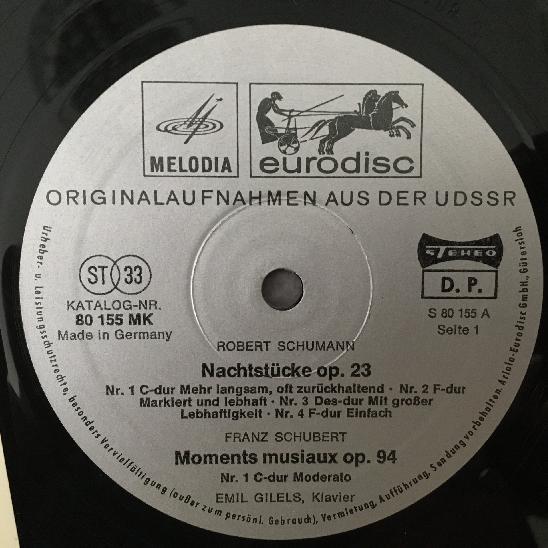 MELODIA
eurodisc
ORIGINALAUFNAHMEN AUS DER UDSSR
ST 33
KATALOG-NR.
80 155 MK
Made in Germany
STEREO
D. P.
S 80 155 A
Seite 1
ROBERT SCHUMANN
Nachtstücke op. 23
Nr. 1 C-dur Mehr langsam, oft zurückhaltend · Nr. 2 F-dur
Markiert und lebhaft · Nr. 3 Des-dur Mit großer
Lebhaftigkeit · Nr. 4 F-dur Einfach
FRANZ SCHUBERT
Moments musiaux op. 94
Nr. 1 C-dur Moderato
EMIL GILELS, Klavier
Urheber- u. Leistungsschutzrechte, besonders Vervielfältigung (außer zum persönl. Gebrauch), Vermietung, Aufführung, Sendung vorbehalten. Ariola-Eurodisc GmbH., Gütersloh